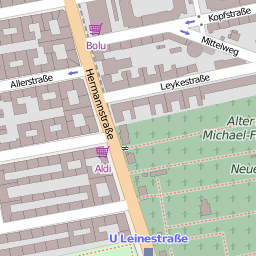 Kopfstraße
Bolu
Mittelweg
Allerstraße
Hermannstraße
Leykestraße
Alter
Michael-F
Aldi
Neue
U Leinestraße